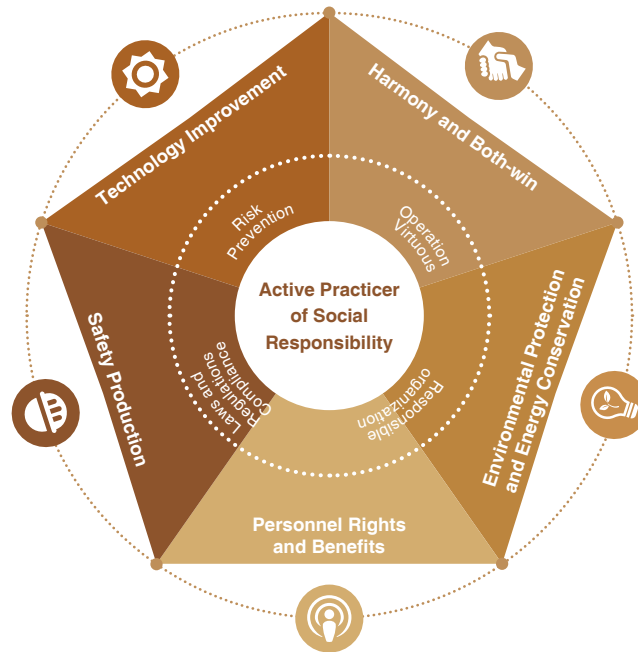 Technology Improvement
Harmony and Both-win
Risk
Prevention
Operation
Virtuous
Active Practicer
of Social
Responsibility
Safety Production
Laws and
Regulations
Compliance
Responsible
organization
Environmental Protection
and Energy Conservation
Personnel Rights
and Benefits